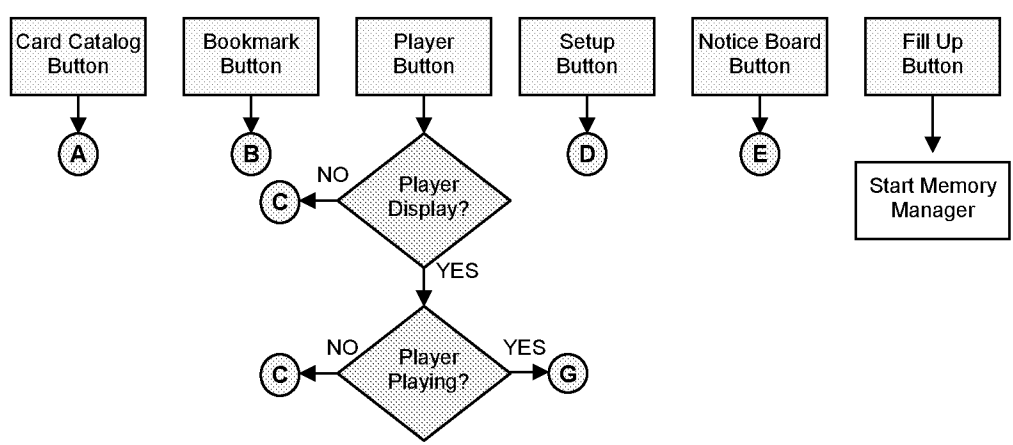 Card Catalog
Button
Bookmark
Button
Player
Button
Setup
Button
Notice Board
Button
Fill Up
Button
A
B
D
E
NO
C
Player
Display?
Start Memory
Manager
YES
NO
YES
C
Player
Playing?
G